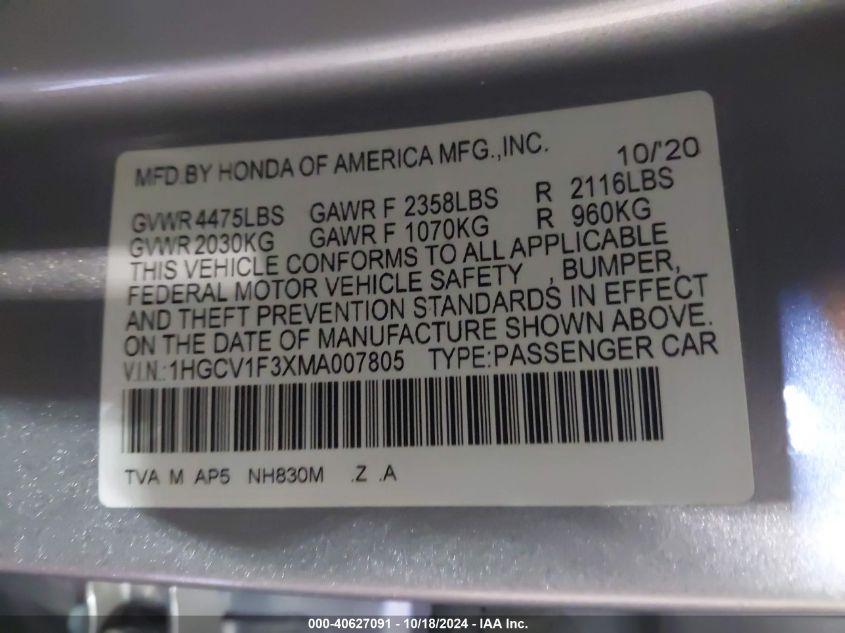 MFD.BY HONDA OF AMERICA MFG.,INC. 10/'20
GVWR 4475LBS GAWR F 2358LBS R 2116LBS
GVWR 2030KG GAWR F 1070KG R 960KG
THIS VEHICLE CONFORMS TO ALL APPLICABLE
FEDERAL MOTOR VEHICLE SAFETY , BUMPER,
AND THEFT PREVENTION STANDARDS IN EFFECT
ON THE DATE OF MANUFACTURE SHOWN ABOVE.
V.I.N.:1HGCV1F3XMA007805 TYPE:PASSENGER CAR
TVA M AP5 NH830M .Z .A
000-40627091 - 10/18/2024 - IAA Inc.